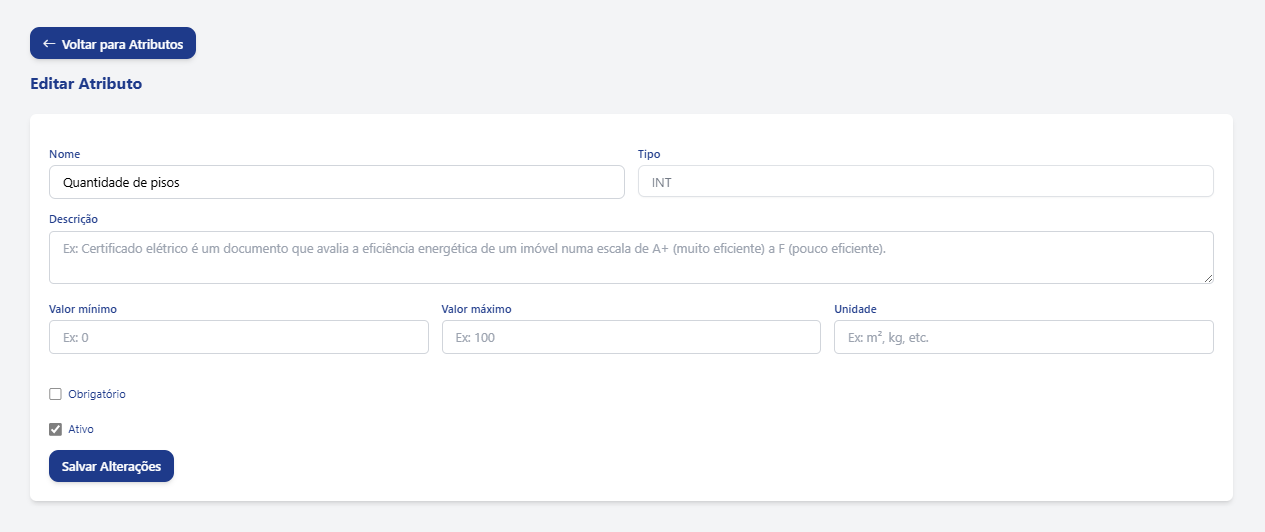 ← Voltar para Atributos
Editar Atributo
Nome
Tipo
Quantidade de pisos
INT
Descrição
Ex: Certificado elétrico é um documento que avalia a eficiência energética de um imóvel numa escala de A+ (muito eficiente) a F (pouco eficiente).
Valor mínimo
Valor máximo
Unidade
Ex: 0
Ex: 100
Ex: m², kg, etc.
Obrigatório
Ativo
Salvar Alterações